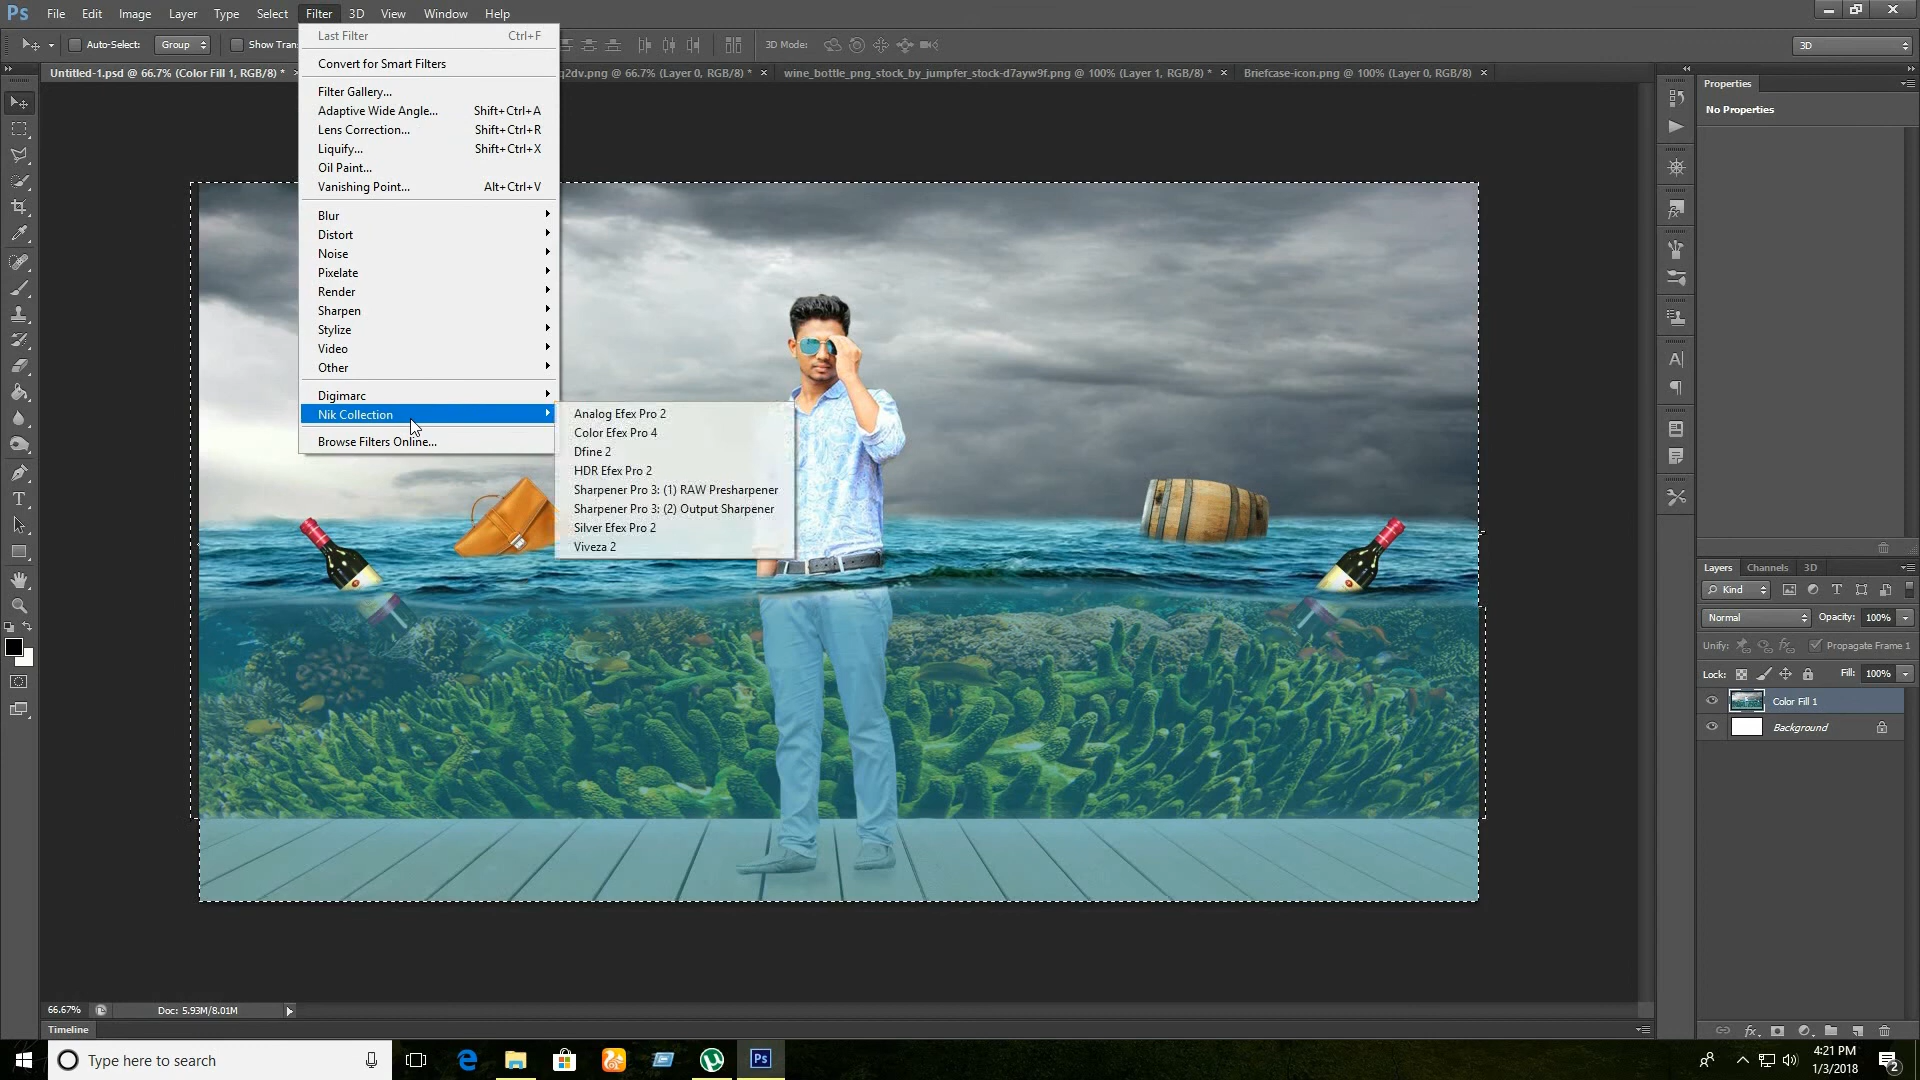 Ps File Edit Image Layer Type Select Filter 3D View Window Help
Auto-Select: Group Show Tran 3D Mode: 3D
Untitled-1.psd @ 66.7% (Color Fill 1, RGB/8) * × q2dv.png @ 66.7% (Layer 0, RGB/8) * × wine_bottle_png_stock_by_jumpfer_stock-d7ayw9f.png @ 100% (Layer 1, RGB/8) * × Briefcase-icon.png @ 100% (Layer 0, RGB/8) ×
Last Filter Ctrl+F
Convert for Smart Filters
Filter Gallery...
Adaptive Wide Angle... Shift+Ctrl+A
Lens Correction... Shift+Ctrl+R
Liquify... Shift+Ctrl+X
Oil Paint...
Vanishing Point... Alt+Ctrl+V
Blur
Distort
Noise
Pixelate
Render
Sharpen
Stylize
Video
Other
Digimarc
Nik Collection
Browse Filters Online...
Analog Efex Pro 2
Color Efex Pro 4
Dfine 2
HDR Efex Pro 2
Sharpener Pro 3: (1) RAW Presharpener
Sharpener Pro 3: (2) Output Sharpener
Silver Efex Pro 2
Viveza 2
Properties
No Properties
Layers Channels 3D
Kind
Normal Opacity: 100%
Unify: Propagate Frame 1
Lock: Fill: 100%
Color Fill 1
Background
66.67% Doc: 5.93M/8.01M
Timeline
Type here to search
Ps
4:21 PM
1/3/2018
2